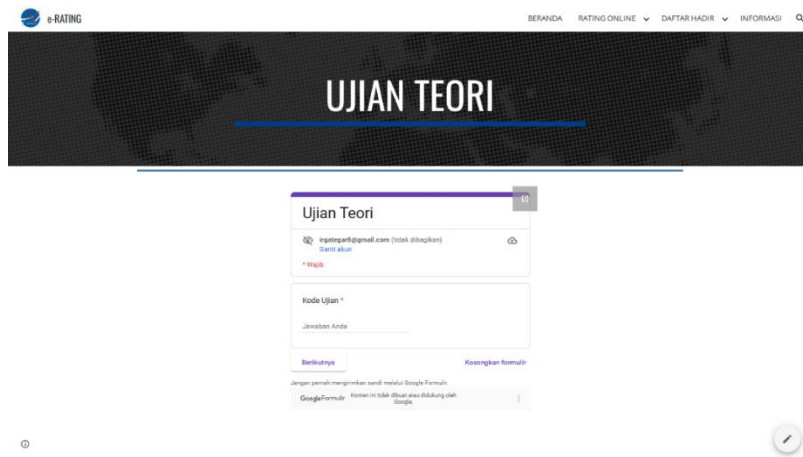 e-RATING
BERANDA RATING ONLINE DAFTAR HADIR INFORMASI
UJIAN TEORI
Ujian Teori
irgategar8@gmail.com (tidak dibagikan)
Ganti akun
* Wajib
Kode Ujian *
Jawaban Anda
Berikutnya Kosongkan formulir
Jangan pernah mengirimkan sandi melalui Google Formulir.
Google Formulir Konten ini tidak dibuat atau didukung oleh
Google.